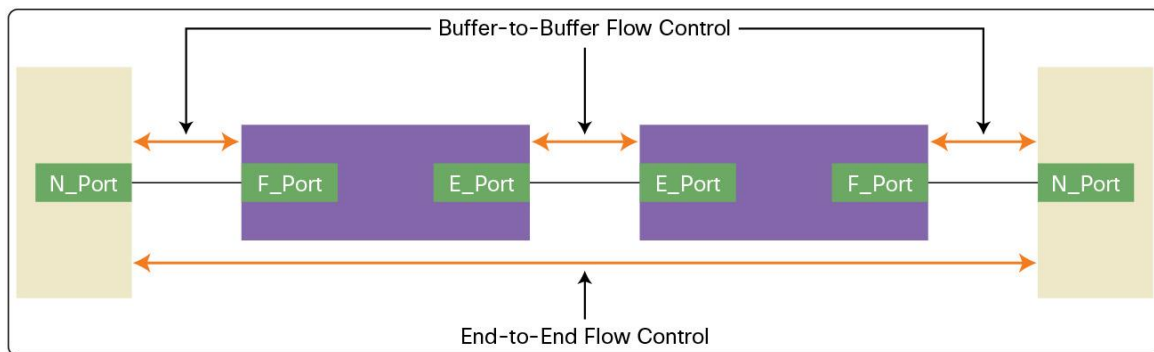 Buffer-to-Buffer Flow Control
N_Port
F_Port
E_Port
E_Port
F_Port
N_Port
End-to-End Flow Control